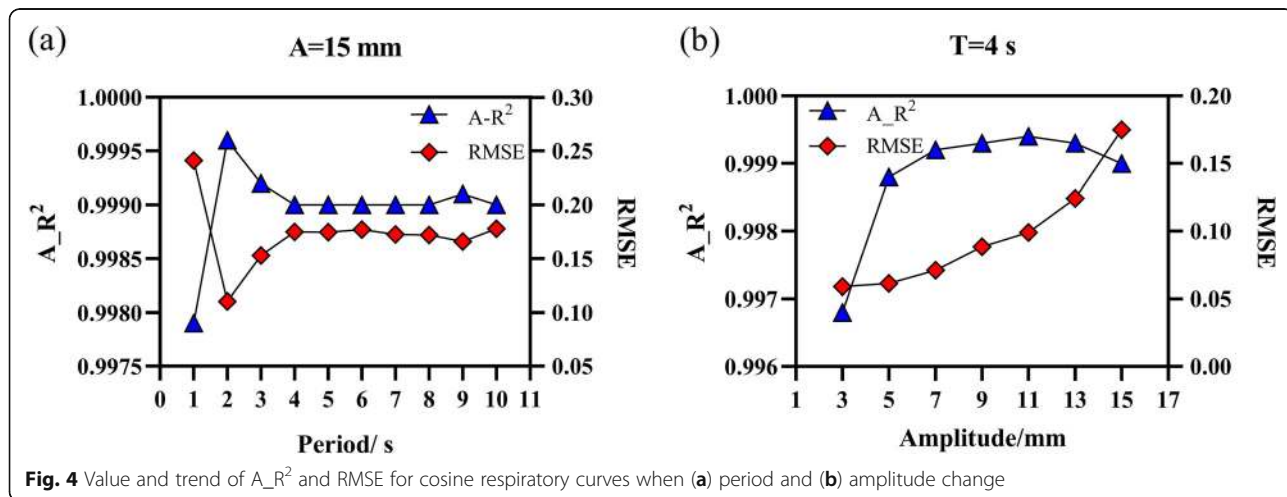 (a)
A=15 mm
A_R²
1.0000
0.9995
0.9990
0.9985
0.9980
0.9975
A-R²
RMSE
0.30
0.25
0.20
0.15
0.10
0.05
RMSE
0 1 2 3 4 5 6 7 8 9 10 11
Period/ s
(b)
T=4 s
A_R²
1.000
0.999
0.998
0.997
0.996
A_R²
RMSE
0.20
0.15
0.10
0.05
0.00
RMSE
1 3 5 7 9 11 13 15 17
Amplitude/mm
Fig. 4 Value and trend of A_R² and RMSE for cosine respiratory curves when (a) period and (b) amplitude change